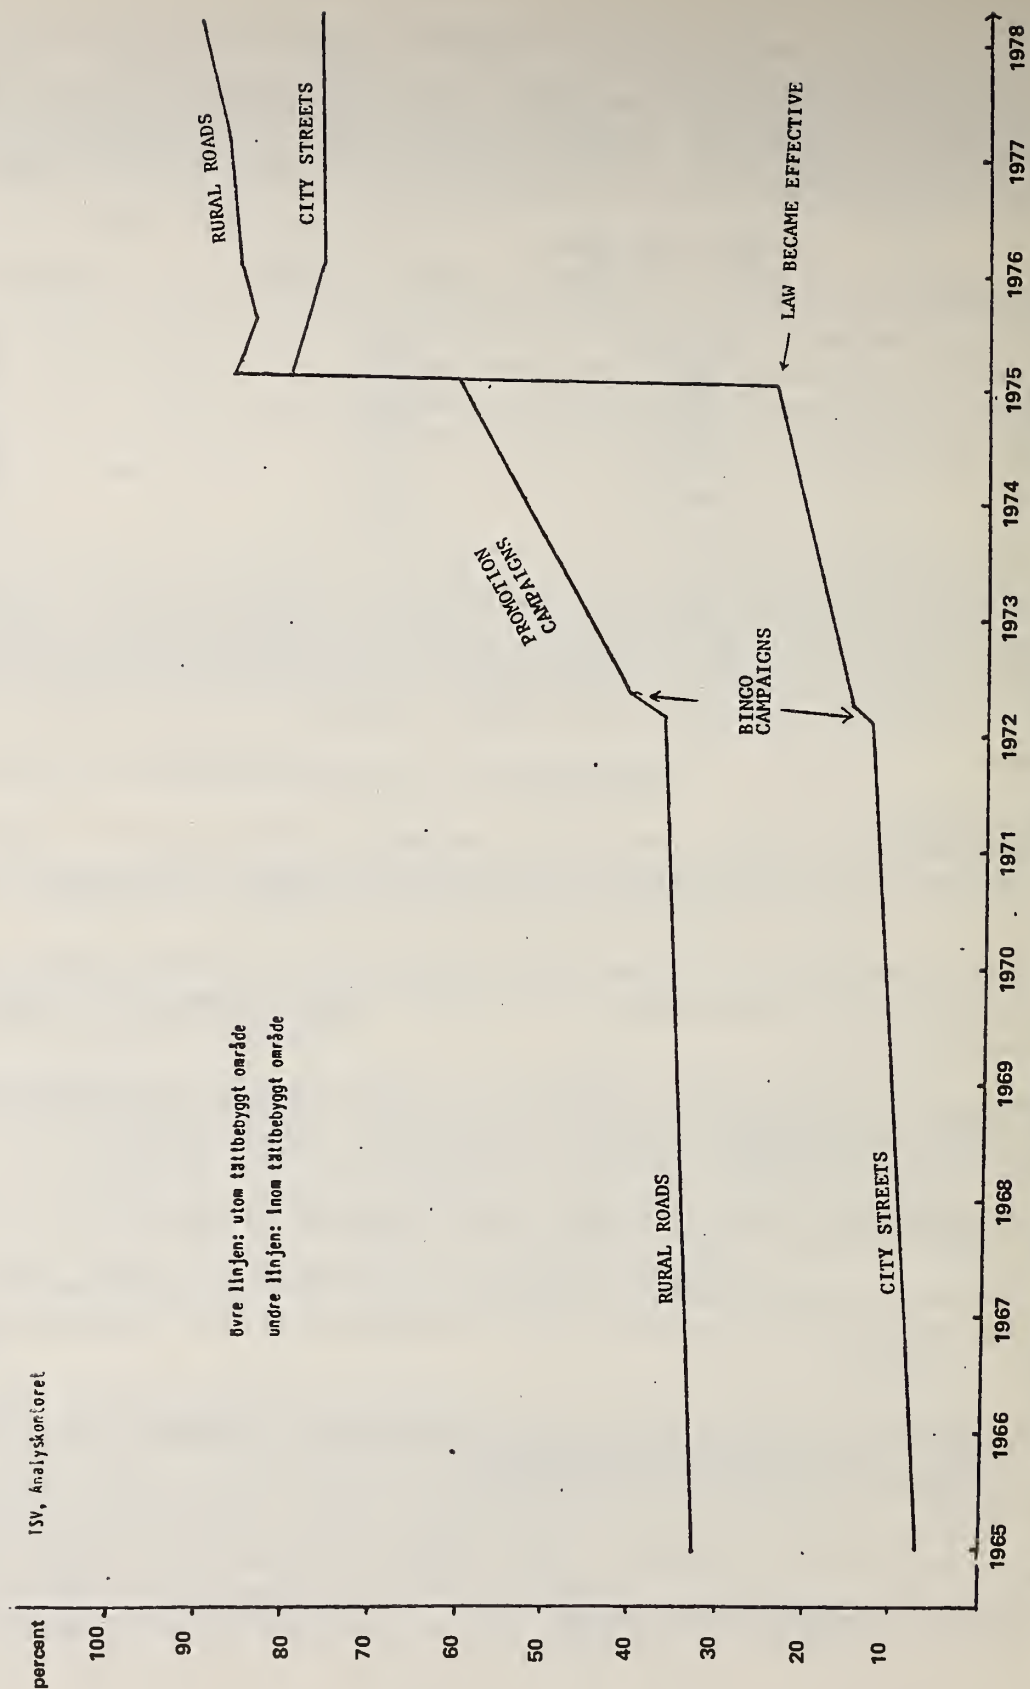 percent
TSV, Analyskontoret
100
90
80
70
60
50
40
30
20
10
Övre linjen: utom tättbebyggt område
undre linjen: inom tättbebyggt område
RURAL ROADS
CITY STREETS
PROMOTION
CAMPAIGNS
BINGO
CAMPAIGNS
RURAL ROADS
CITY STREETS
← LAW BECAME EFFECTIVE
1965
1966
1967
1968
1969
1970
1971
1972
1973
1974
1975
1976
1977
1978